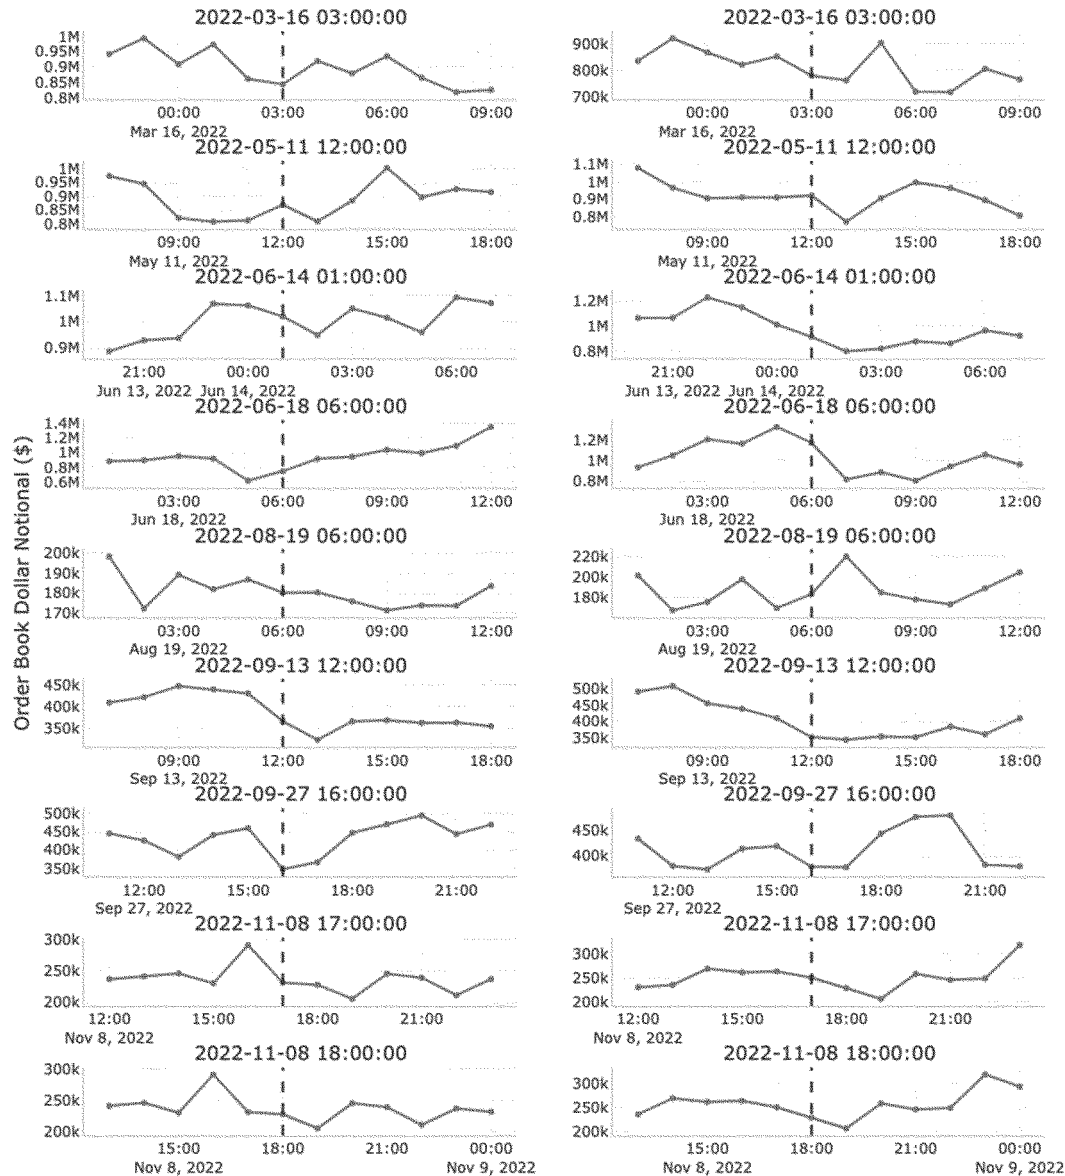 Order Book Dollar Notional ($)
2022-03-16 03:00:00
1M
0.95M
0.9M
0.85M
0.8M
00:00 03:00 06:00 09:00
Mar 16, 2022
2022-03-16 03:00:00
900k
800k
700k
00:00 03:00 06:00 09:00
Mar 16, 2022
2022-05-11 12:00:00
1M
0.95M
0.9M
0.85M
0.8M
09:00 12:00 15:00 18:00
May 11, 2022
2022-05-11 12:00:00
1.1M
1M
0.9M
0.8M
09:00 12:00 15:00 18:00
May 11, 2022
2022-06-14 01:00:00
1.1M
1M
0.9M
21:00 00:00 03:00 06:00
Jun 13, 2022 Jun 14, 2022
2022-06-14 01:00:00
1.2M
1M
0.8M
21:00 00:00 03:00 06:00
Jun 13, 2022 Jun 14, 2022
2022-06-18 06:00:00
1.4M
1.2M
1M
0.8M
0.6M
03:00 06:00 09:00 12:00
Jun 18, 2022
2022-06-18 06:00:00
1.2M
1M
0.8M
03:00 06:00 09:00 12:00
Jun 18, 2022
2022-08-19 06:00:00
200k
190k
180k
170k
03:00 06:00 09:00 12:00
Aug 19, 2022
2022-08-19 06:00:00
220k
200k
180k
03:00 06:00 09:00 12:00
Aug 19, 2022
2022-09-13 12:00:00
450k
400k
350k
09:00 12:00 15:00 18:00
Sep 13, 2022
2022-09-13 12:00:00
500k
450k
400k
350k
09:00 12:00 15:00 18:00
Sep 13, 2022
2022-09-27 16:00:00
500k
450k
400k
350k
12:00 15:00 18:00 21:00
Sep 27, 2022
2022-09-27 16:00:00
450k
400k
12:00 15:00 18:00 21:00
Sep 27, 2022
2022-11-08 17:00:00
300k
250k
200k
12:00 15:00 18:00 21:00
Nov 8, 2022
2022-11-08 17:00:00
300k
250k
200k
12:00 15:00 18:00 21:00
Nov 8, 2022
2022-11-08 18:00:00
300k
250k
200k
15:00 18:00 21:00 00:00
Nov 8, 2022 Nov 9, 2022
2022-11-08 18:00:00
300k
250k
200k
15:00 18:00 21:00 00:00
Nov 8, 2022 Nov 9, 2022